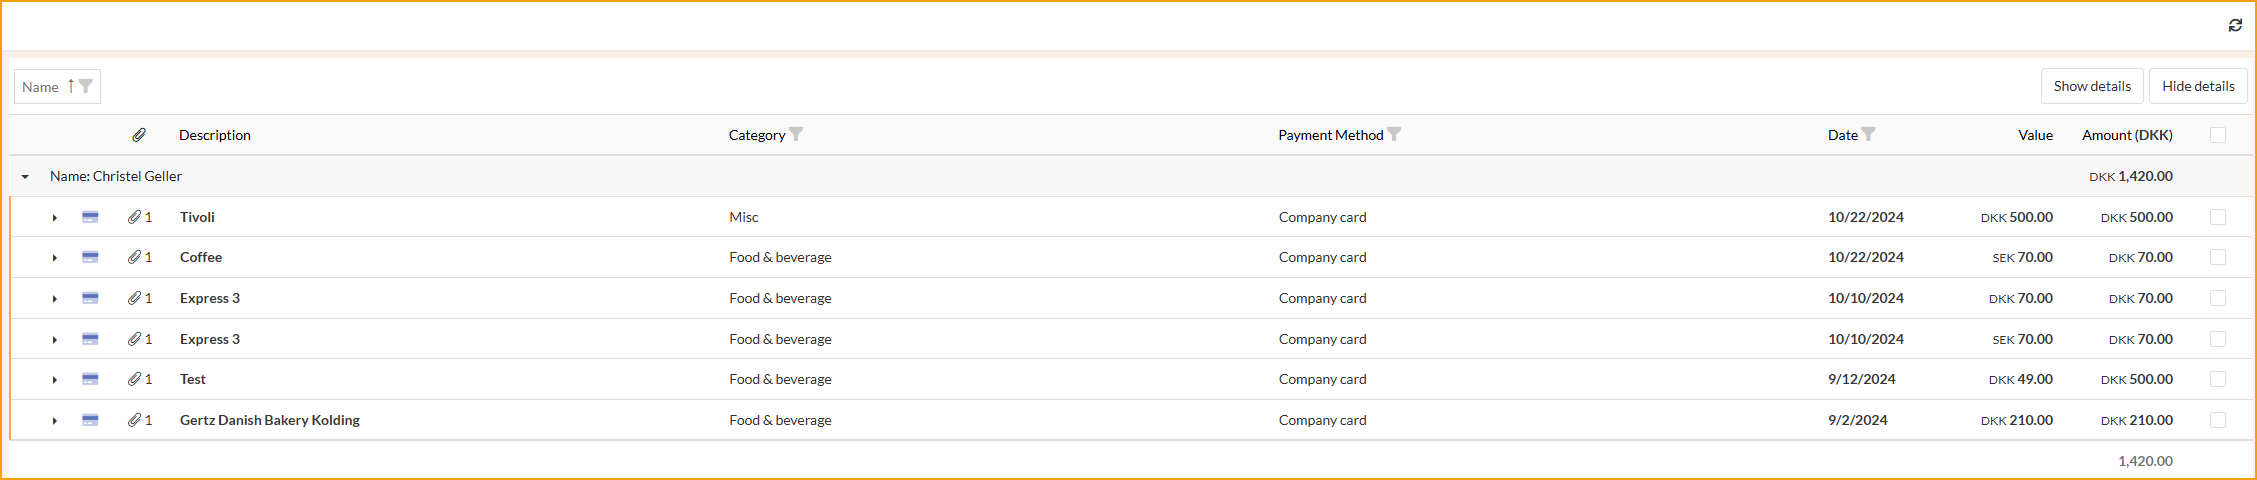 Name ↑ Show details Hide details
Description Category Payment Method Date Value Amount (DKK)
Name: Christel Geller DKK 1,420.00
1 Tivoli Misc Company card 10/22/2024 DKK 500.00 DKK 500.00
1 Coffee Food & beverage Company card 10/22/2024 SEK 70.00 DKK 70.00
1 Express 3 Food & beverage Company card 10/10/2024 DKK 70.00 DKK 70.00
1 Express 3 Food & beverage Company card 10/10/2024 SEK 70.00 DKK 70.00
1 Test Food & beverage Company card 9/12/2024 DKK 49.00 DKK 500.00
1 Gertz Danish Bakery Kolding Food & beverage Company card 9/2/2024 DKK 210.00 DKK 210.00
1,420.00